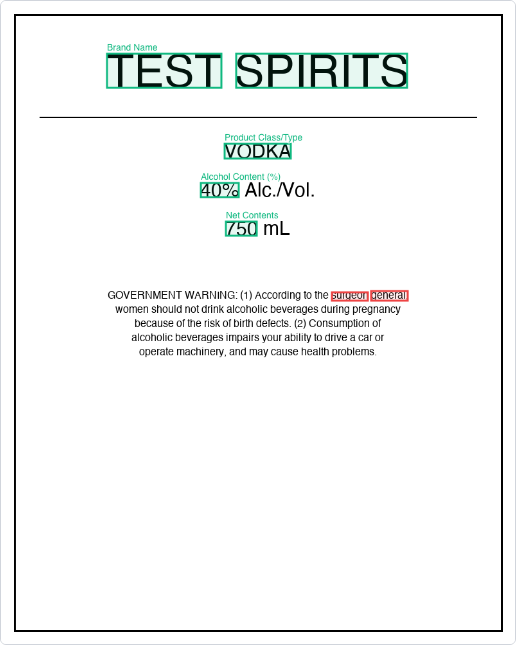 Brand Name
TEST SPIRITS
Product Class/Type
VODKA
Alcohol Content (%)
40% Alc./Vol.
Net Contents
750 mL
GOVERNMENT WARNING: (1) According to the surgeon general,
women should not drink alcoholic beverages during pregnancy
because of the risk of birth defects. (2) Consumption of
alcoholic beverages impairs your ability to drive a car or
operate machinery, and may cause health problems.